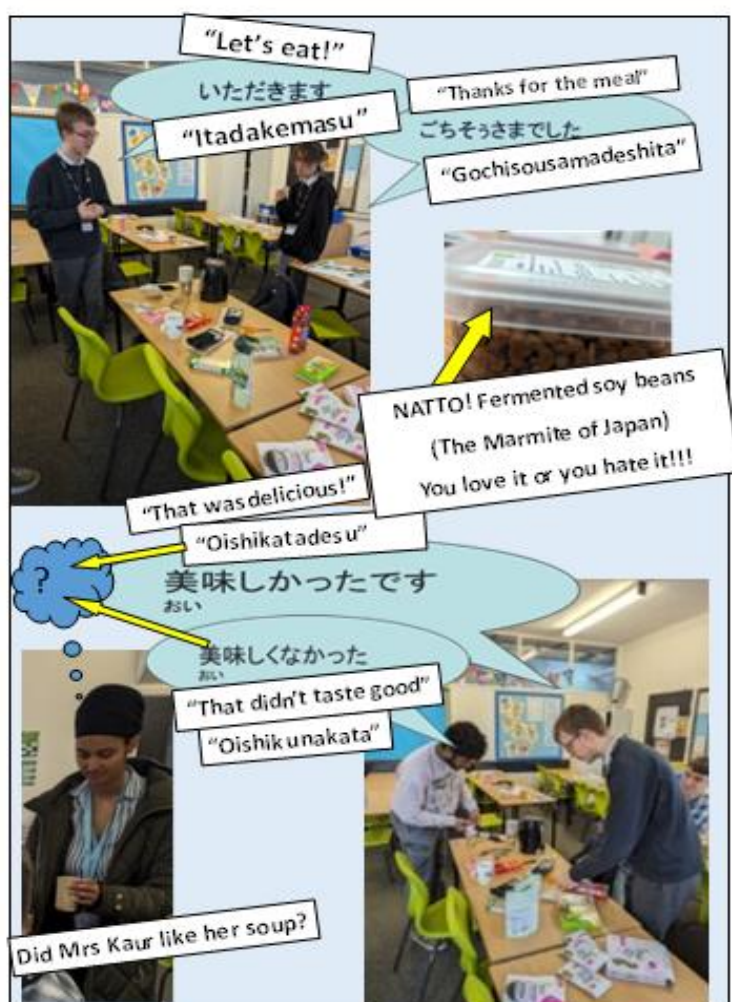 “Let’s eat!”
いただきます
“Itadakemasu”
“Thanks for the meal”
ごちそぅさまでした
“Gochisousamadeshita”
NATTO! Fermented soy beans
(The Marmite of Japan)
You love it or you hate it!!!
“That was delicious!”
“Oishikatadesu”
?
美味しかったです
おい
美味しくなかった
おい
“That didn’t taste good”
“Oishikunakata”
Did Mrs Kaur like her soup?